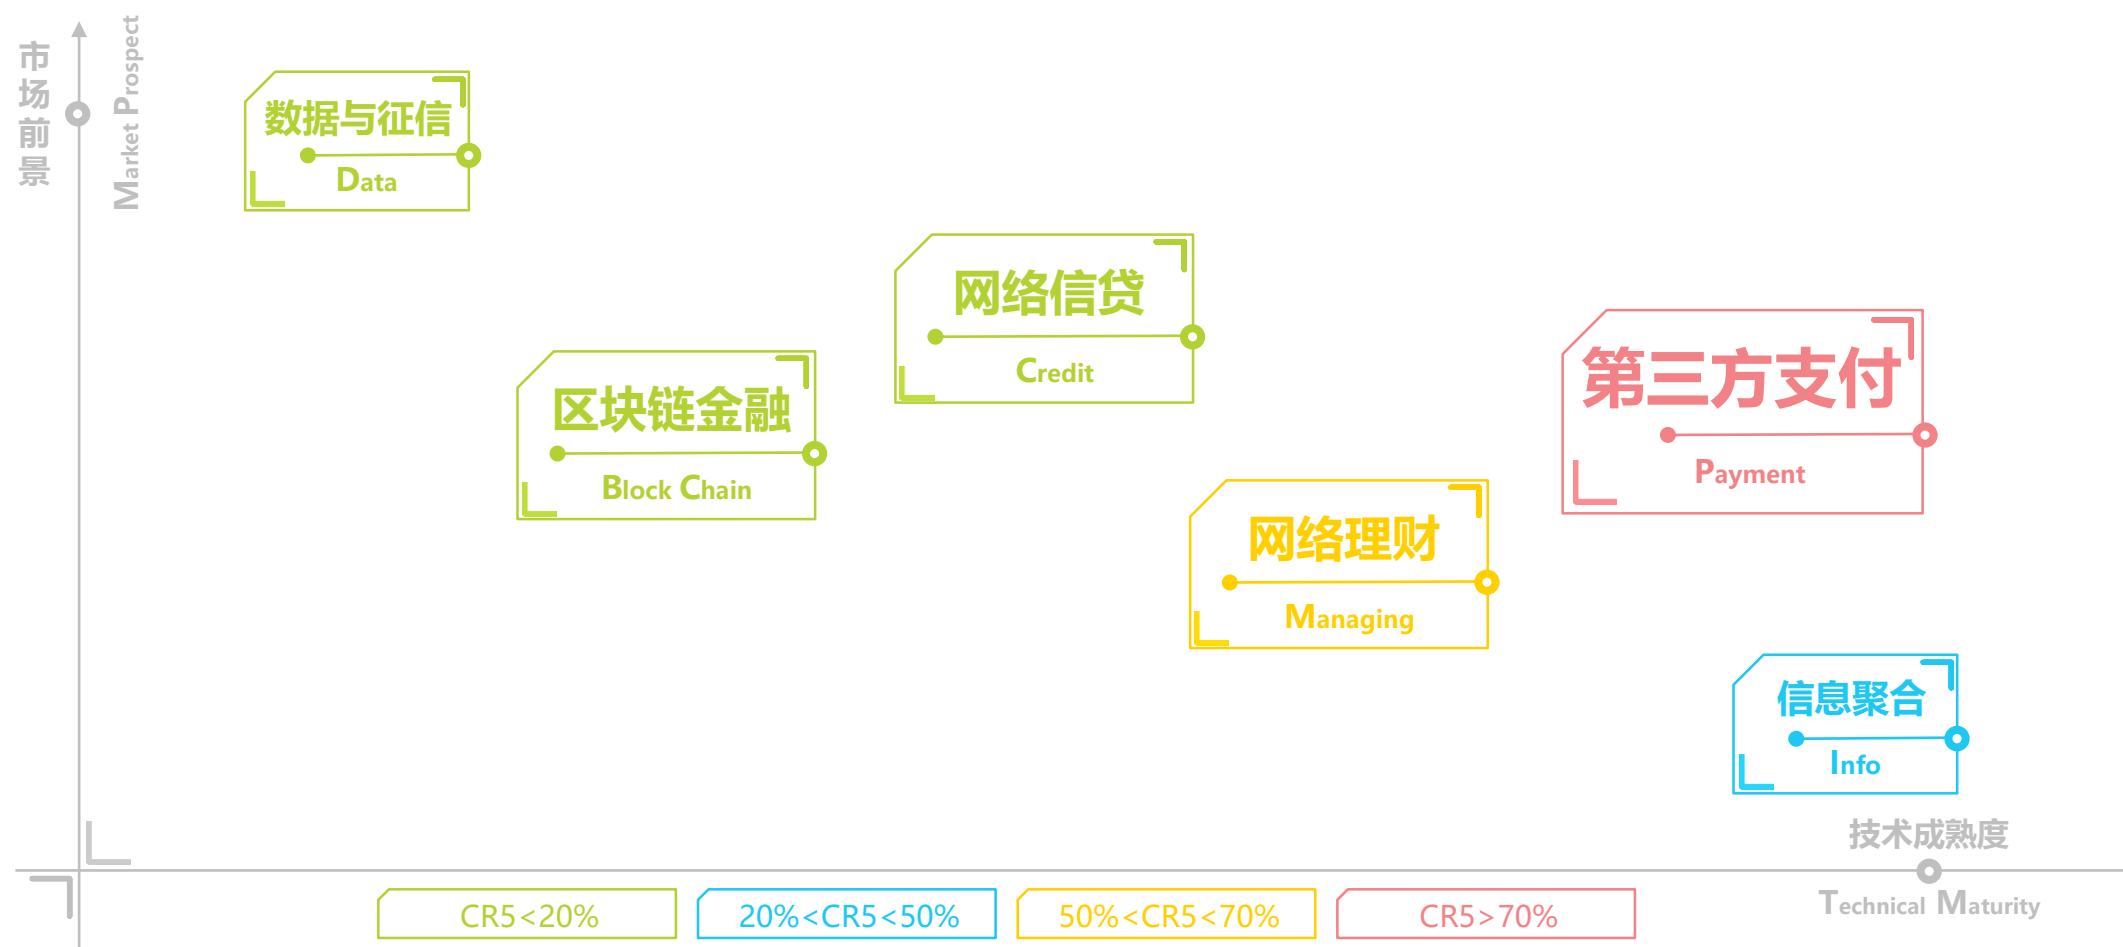 市场前景
Market Prospect
数据与征信
Data
网络信贷
Credit
区块链金融
Block Chain
第三方支付
Payment
网络理财
Managing
信息聚合
Info
技术成熟度
Technical Maturity
CR5<20%
20%<CR5<50%
50%<CR5<70%
CR5>70%